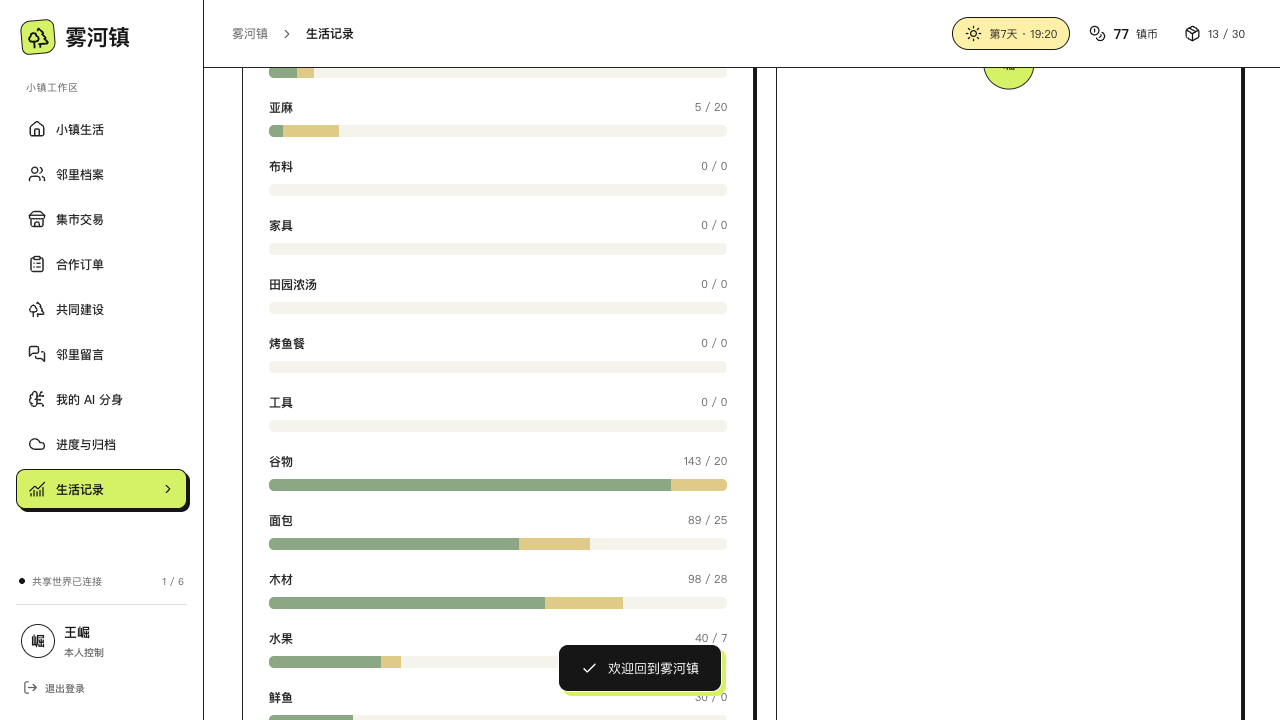 雾河镇
小镇工作区
小镇生活
邻里档案
集市交易
合作订单
共同建设
邻里留言
我的 AI 分身
进度与归档
生活记录
共享世界已连接 1 / 6
崛
王崛
本人控制
退出登录
雾河镇 生活记录
第7天 · 19:20
77 镇币
13 / 30
亚麻 5 / 20
布料 0 / 0
家具 0 / 0
田园浓汤 0 / 0
烤鱼餐 0 / 0
工具 0 / 0
谷物 143 / 20
面包 89 / 25
木材 98 / 28
水果 40 / 7
鲜鱼 30 / 0
欢迎回到雾河镇